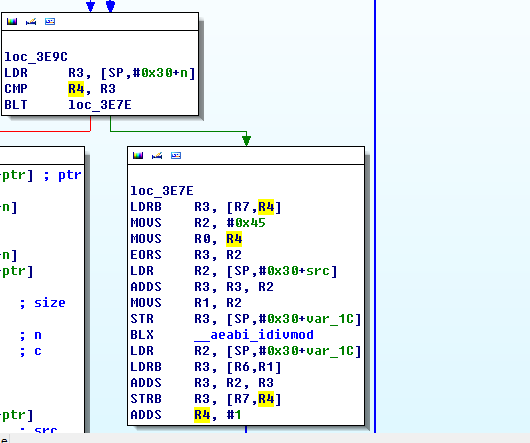 loc_3E9C
LDR R3, [SP,#0x30+n]
CMP R4, R3
BLT loc_3E7E
ptr] ; ptr
+n]
+n]
+ptr]
; size
; n
; c
+ptr]
; src
loc_3E7E
LDRB R3, [R7,R4]
MOVS R2, #0x45
MOVS R0, R4
EORS R3, R2
LDR R2, [SP,#0x30+src]
ADDS R3, R3, R2
MOVS R1, R2
STR R3, [SP,#0x30+var_1C]
BLX __aeabi_idivmod
LDR R2, [SP,#0x30+var_1C]
LDRB R3, [R6,R1]
ADDS R3, R2, R3
STRB R3, [R7,R4]
ADDS R4, #1